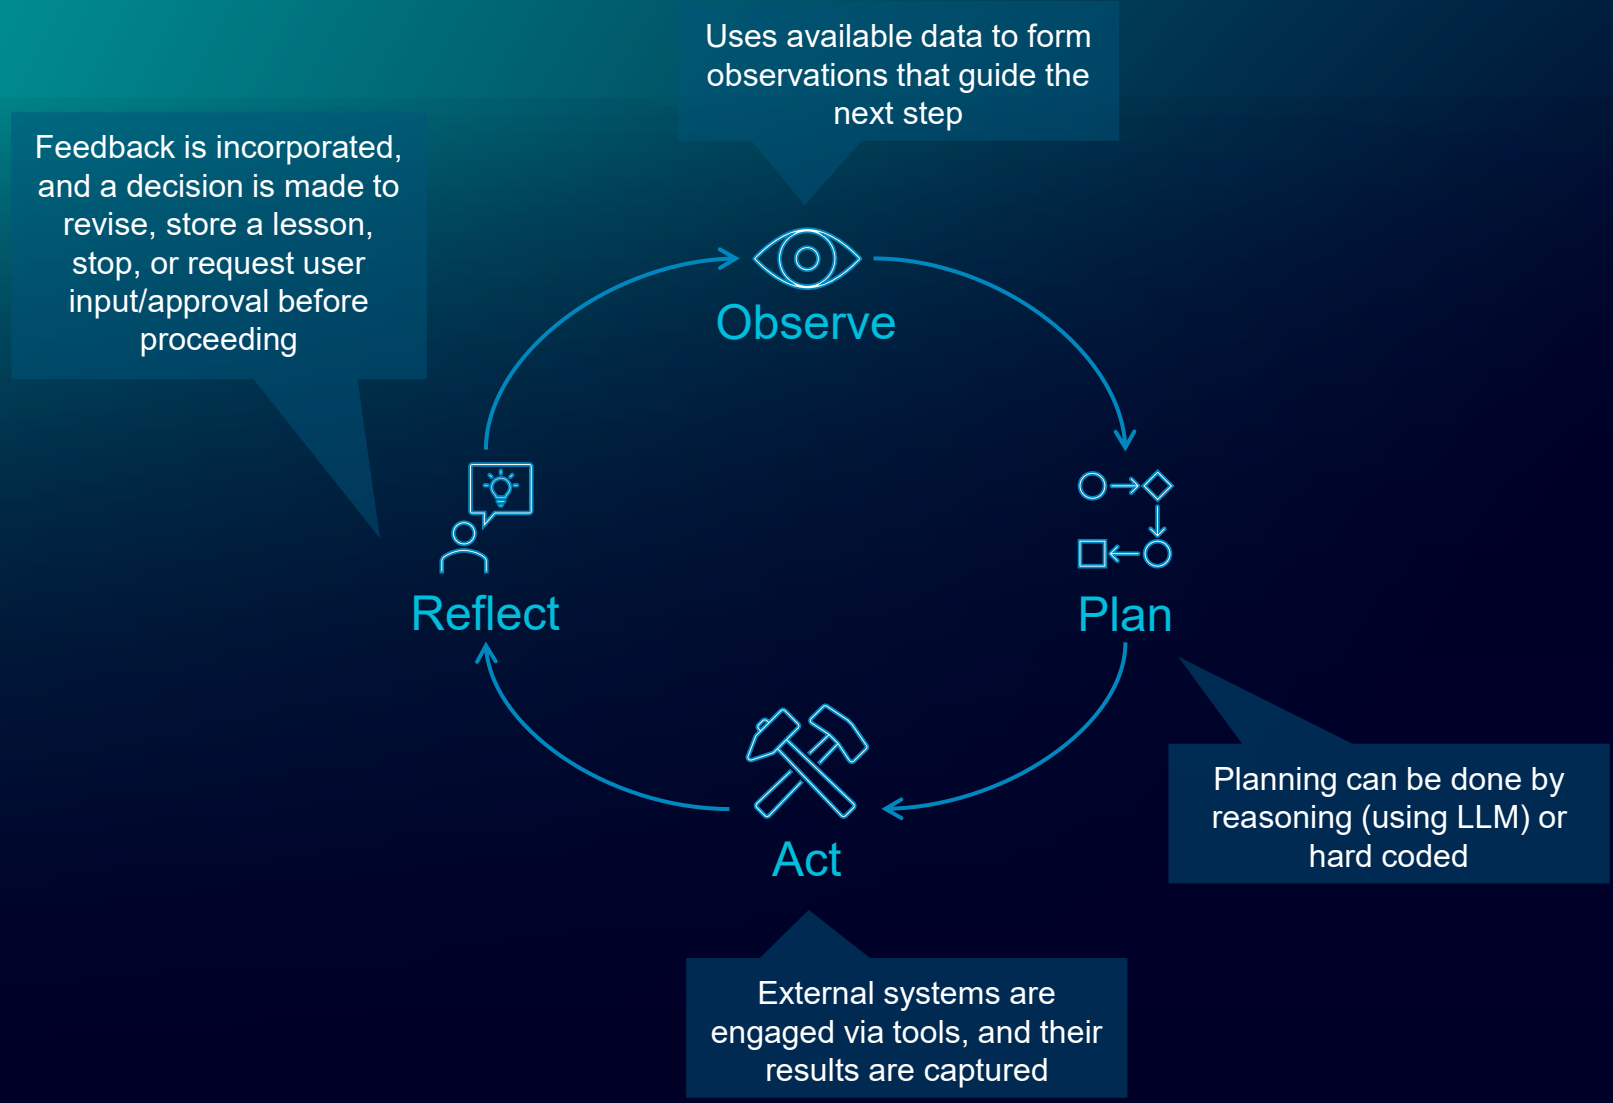 Uses available data to form
observations that guide the
next step
Feedback is incorporated,
and a decision is made to
revise, store a lesson,
stop, or request user
input/approval before
proceeding
Observe
Reflect
Plan
Planning can be done by
reasoning (using LLM) or
hard coded
Act
External systems are
engaged via tools, and their
results are captured